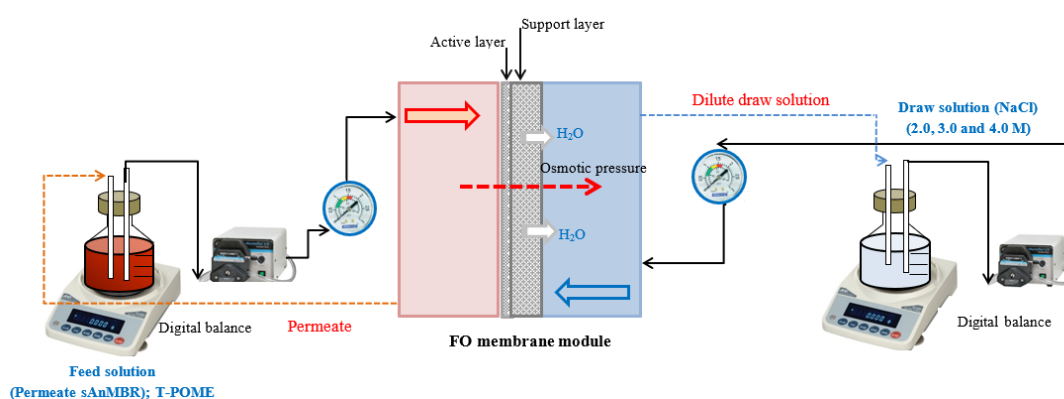 Support layer
Active layer
Dilute draw solution
Draw solution (NaCl)
(2.0, 3.0 and 4.0 M)
H₂O
Osmotic pressure
H₂O
Digital balance
Permeate
Digital balance
FO membrane module
Feed solution
(Permeate sAnMBR); T-POME